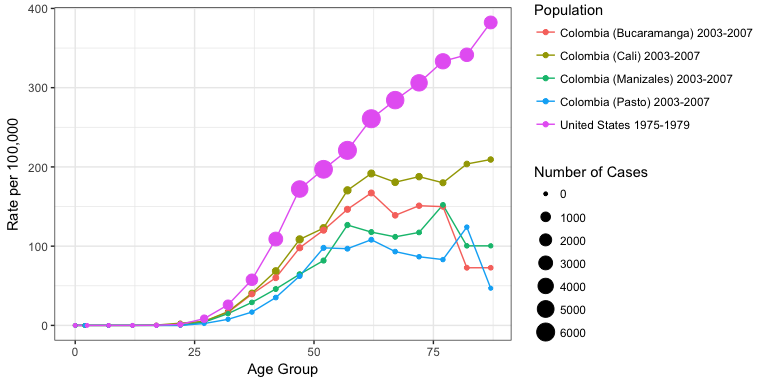 400
300
200
100
0
Rate per 100,000
0
25
50
75
Age Group
Population
Colombia (Bucaramanga) 2003-2007
Colombia (Cali) 2003-2007
Colombia (Manizales) 2003-2007
Colombia (Pasto) 2003-2007
United States 1975-1979
Number of Cases
0
1000
2000
3000
4000
5000
6000